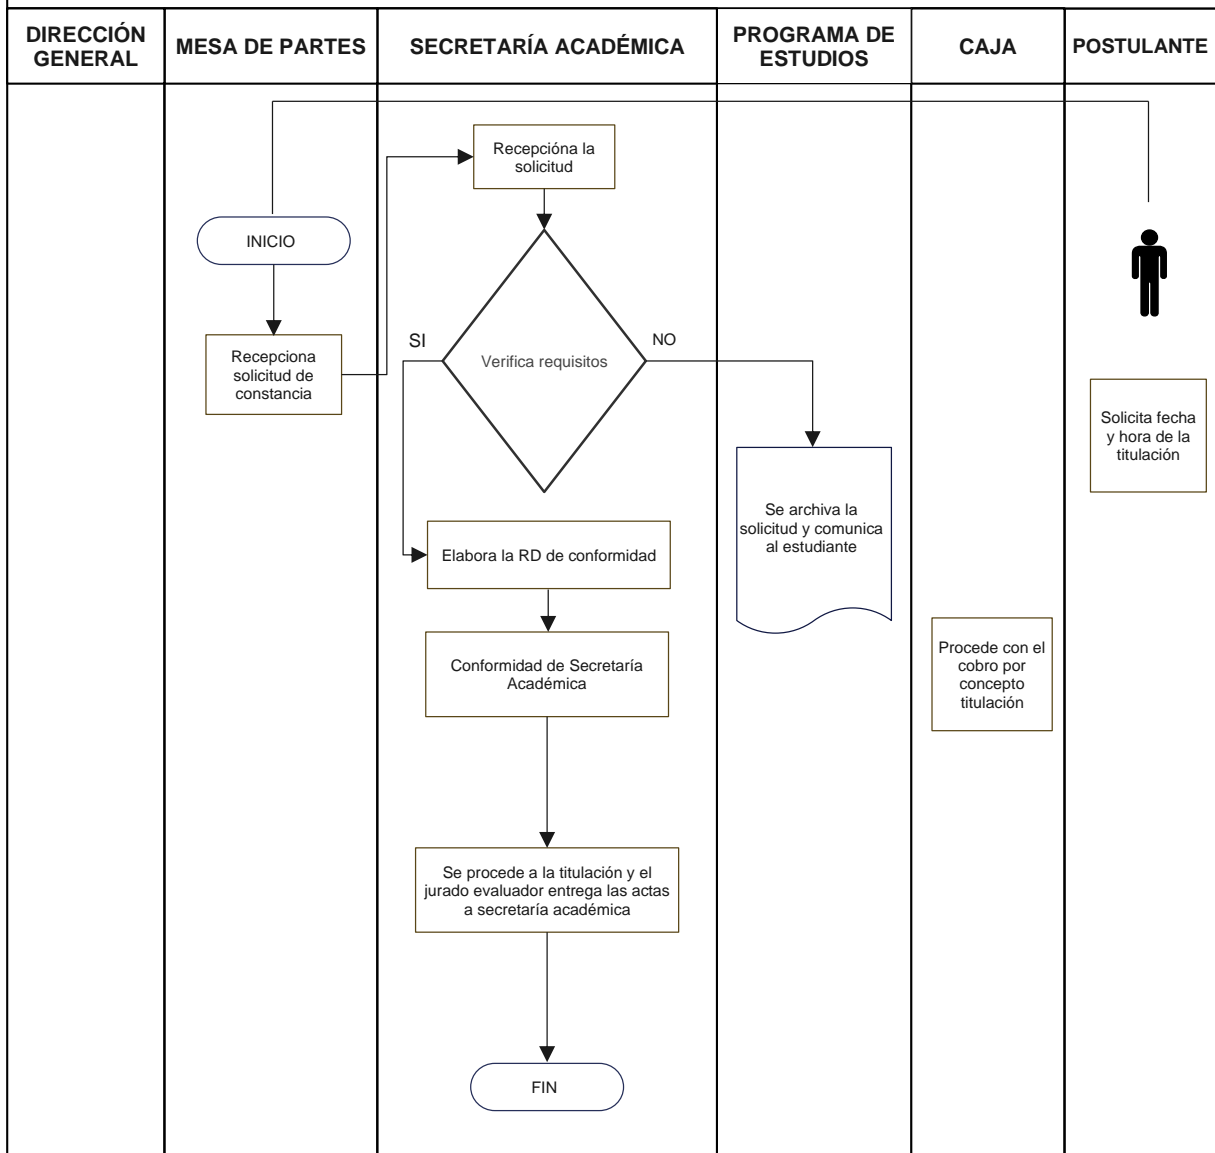 DIRECCIÓN
GENERAL
MESA DE PARTES
SECRETARÍA ACADÉMICA
PROGRAMA DE
ESTUDIOS
CAJA
POSTULANTE
Recepcióna la
solicitud
INICIO
SI
NO
Verifica requisitos
Recepciona
solicitud de
constancia
Solicita fecha
y hora de la
titulación
Se archiva la
solicitud y comunica
al estudiante
Elabora la RD de conformidad
Conformidad de Secretaría
Académica
Procede con el
cobro por
concepto
titulación
Se procede a la titulación y el
jurado evaluador entrega las actas
a secretaría académica
FIN